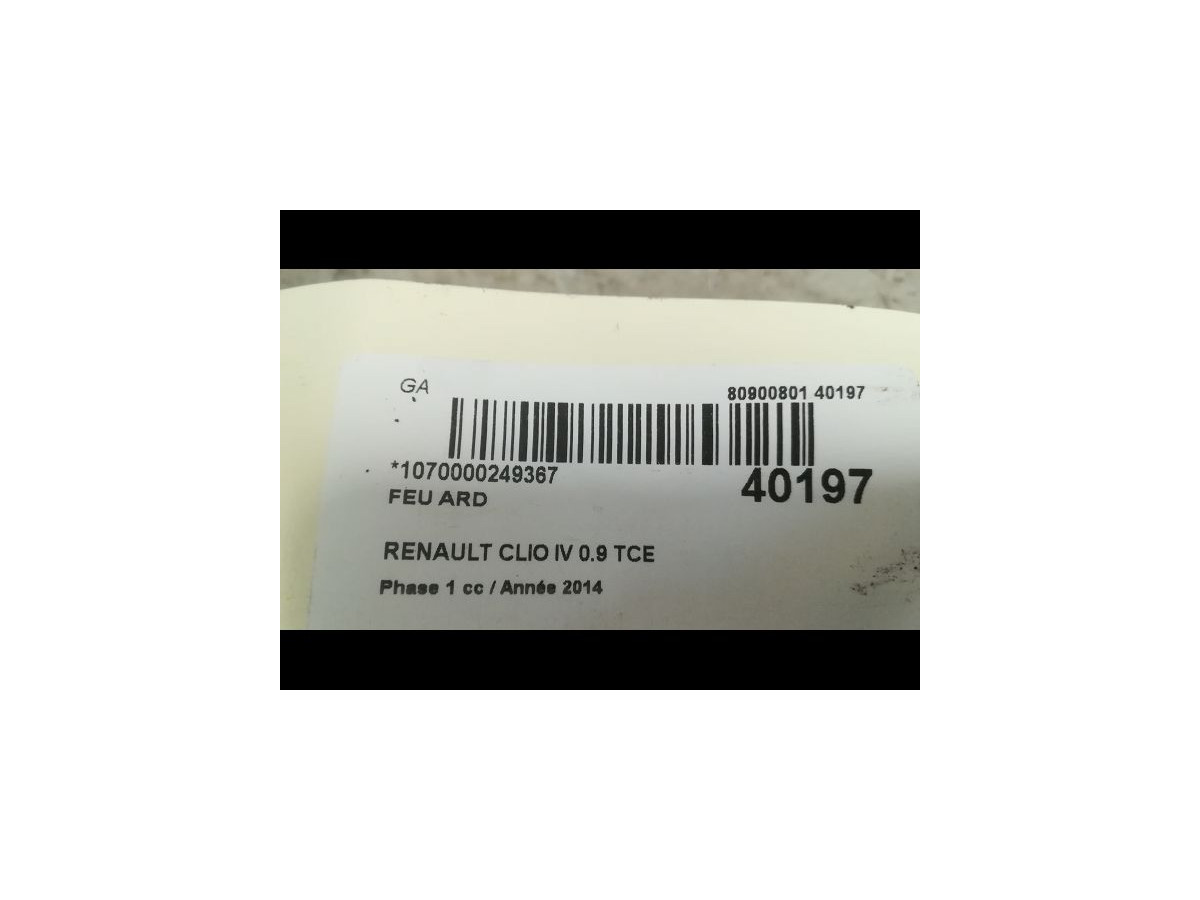 GA
80900801 40197
*1070000249367
40197
FEU ARD
RENAULT CLIO IV 0.9 TCE
Phase 1 cc / Année 2014